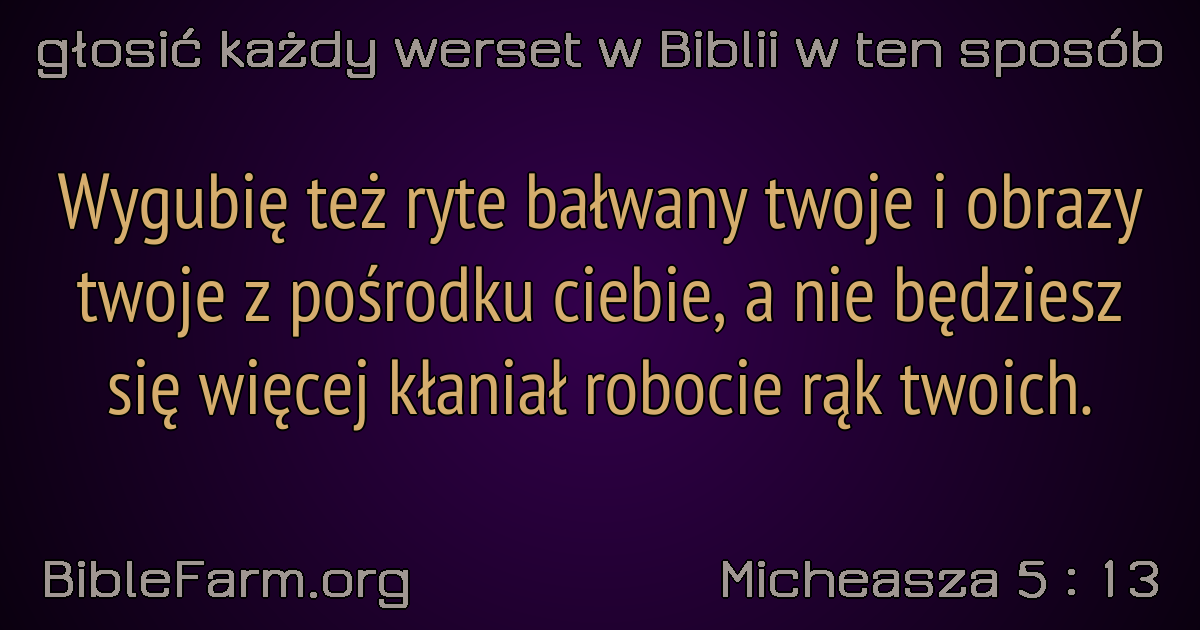 głosić każdy werset w Biblii w ten sposób
Wygubię też ryte bałwany twoje i obrazy
twoje z pośrodku ciebie, a nie będziesz
się więcej kłaniał robocie rąk twoich.
BibleFarm.org
Micheasza 5 : 13